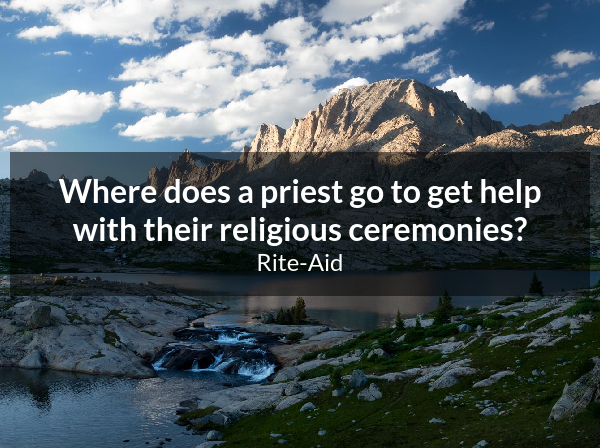 Where does a priest go to get help
with their religious ceremonies?
Rite-Aid